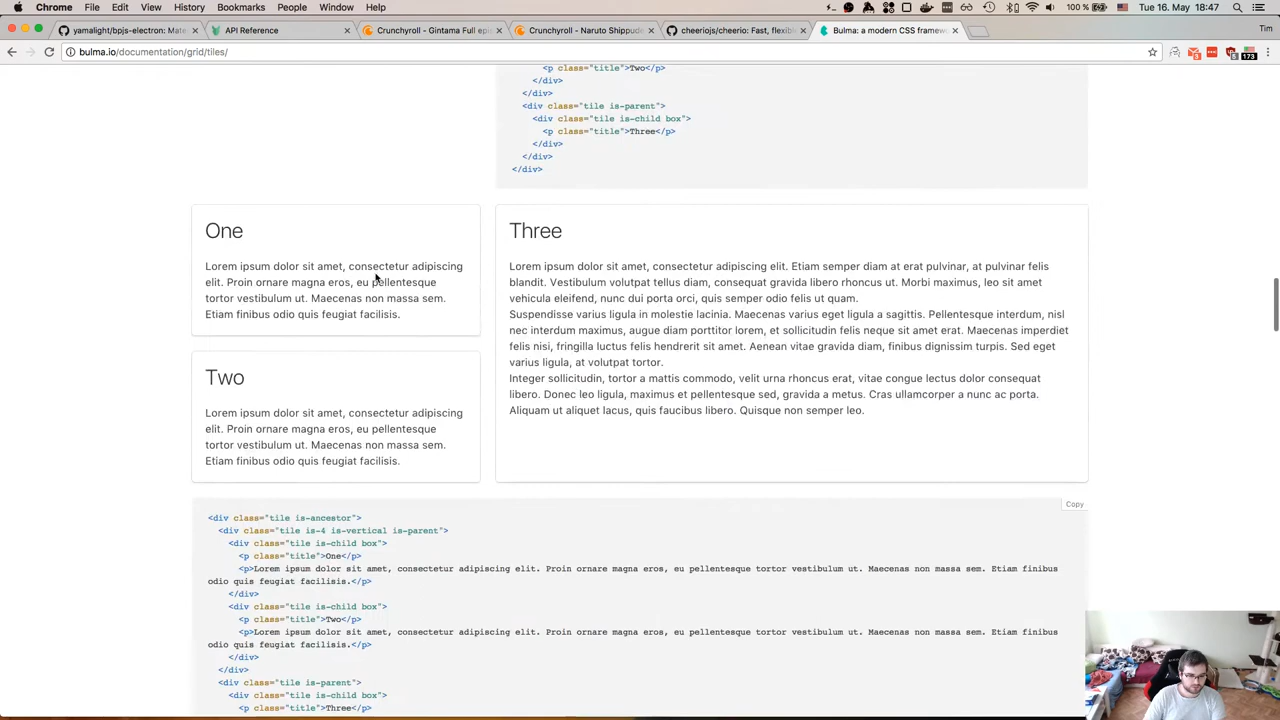 Chrome File Edit View History Bookmarks People Window Help
100 % Tue 16. May 18:47
yamalight/bpjs-electron: Mate
API Reference
Crunchyroll - Gintama Full epi
Crunchyroll - Naruto Shippude
cheeriojs/cheerio: Fast, flexible
Bulma: a modern CSS framew
Tim
bulma.io/documentation/grid/tiles/
173
<p class="title">Two</p>
</div>
</div>
<div class="tile is-parent">
<div class="tile is-child box">
<p class="title">Three</p>
</div>
</div>
</div>
One
Lorem ipsum dolor sit amet, consectetur adipiscing
elit. Proin ornare magna eros, eu pellentesque
tortor vestibulum ut. Maecenas non massa sem.
Etiam finibus odio quis feugiat facilisis.
Two
Lorem ipsum dolor sit amet, consectetur adipiscing
elit. Proin ornare magna eros, eu pellentesque
tortor vestibulum ut. Maecenas non massa sem.
Etiam finibus odio quis feugiat facilisis.
Three
Lorem ipsum dolor sit amet, consectetur adipiscing elit. Etiam semper diam at erat pulvinar, at pulvinar felis
blandit. Vestibulum volutpat tellus diam, consequat gravida libero rhoncus ut. Morbi maximus, leo sit amet
vehicula eleifend, nunc dui porta orci, quis semper odio felis ut quam.
Suspendisse varius ligula in molestie lacinia. Maecenas varius eget ligula a sagittis. Pellentesque interdum, nisl
nec interdum maximus, augue diam porttitor lorem, et sollicitudin felis neque sit amet erat. Maecenas imperdiet
felis nisi, fringilla luctus felis hendrerit sit amet. Aenean vitae gravida diam, finibus dignissim turpis. Sed eget
varius ligula, at volutpat tortor.
Integer sollicitudin, tortor a mattis commodo, velit urna rhoncus erat, vitae congue lectus dolor consequat
libero. Donec leo ligula, maximus et pellentesque sed, gravida a metus. Cras ullamcorper a nunc ac porta.
Aliquam ut aliquet lacus, quis faucibus libero. Quisque non semper leo.
Copy
<div class="tile is-ancestor">
<div class="tile is-4 is-vertical is-parent">
<div class="tile is-child box">
<p class="title">One</p>
<p>Lorem ipsum dolor sit amet, consectetur adipiscing elit. Proin ornare magna eros, eu pellentesque tortor vestibulum ut. Maecenas non massa sem. Etiam finibus
odio quis feugiat facilisis.</p>
</div>
<div class="tile is-child box">
<p class="title">Two</p>
<p>Lorem ipsum dolor sit amet, consectetur adipiscing elit. Proin ornare magna eros, eu pellentesque tortor vestibulum ut. Maecenas non massa sem. Etiam finibus
odio quis feugiat facilisis.</p>
</div>
</div>
<div class="tile is-parent">
<div class="tile is-child box">
<p class="title">Three</p>